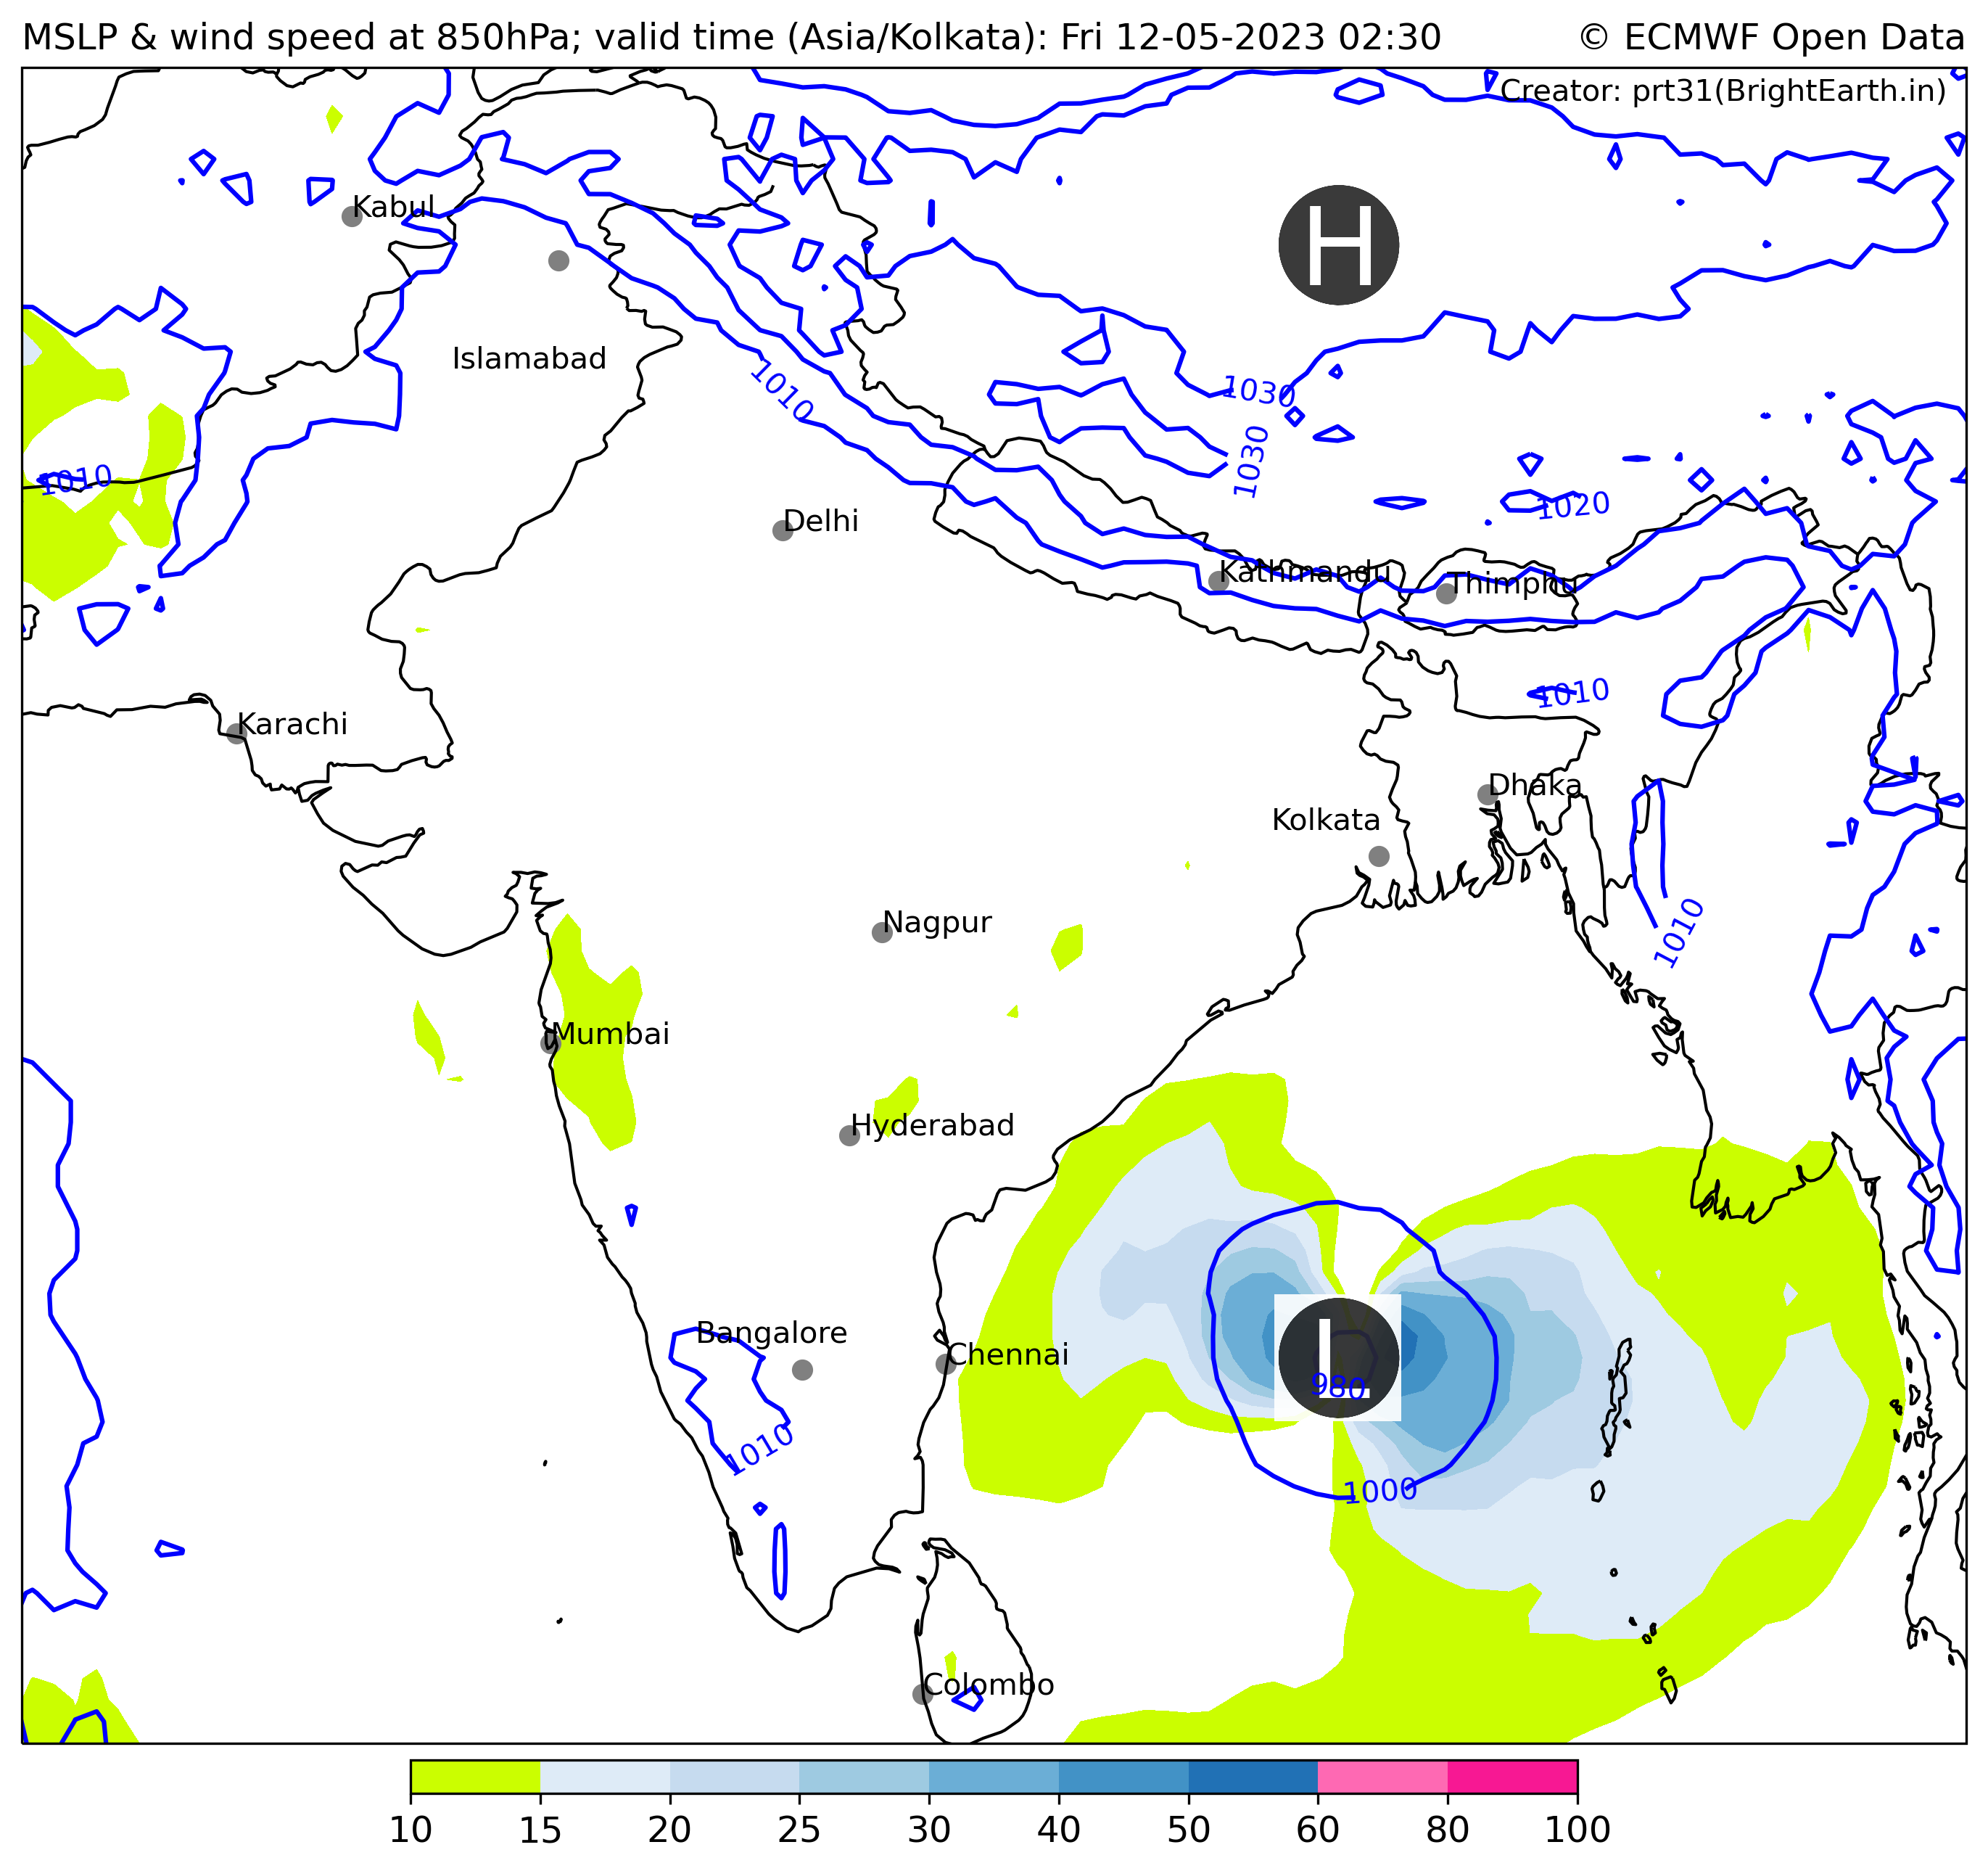 MSLP & wind speed at 850hPa; valid time (Asia/Kolkata): Fri 12-05-2023 02:30
© ECMWF Open Data
Creator: prt31(BrightEarth.in)
H
Kabul
Islamabad
1010
1030
1030
1010
1020
Delhi
Kathmandu
Thimphu
1010
Karachi
Dhaka
Kolkata
Nagpur
1010
Mumbai
Hyderabad
Bangalore
Chennai
L
980
1010
1000
Colombo
10 15 20 25 30 40 50 60 80 100